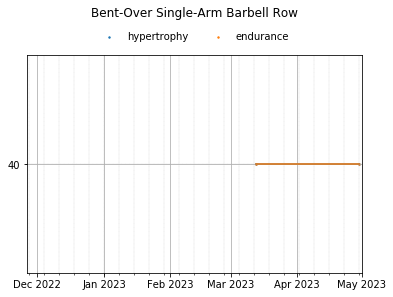 Bent-Over Single-Arm Barbell Row
hypertrophy endurance
40
Dec 2022 Jan 2023 Feb 2023 Mar 2023 Apr 2023 May 2023